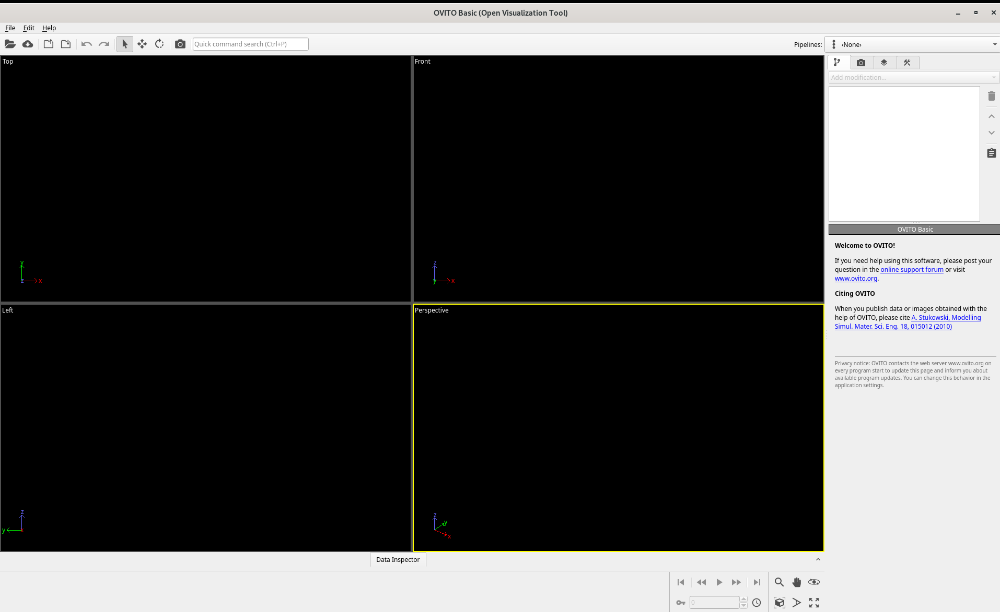 OVITO Basic (Open Visualization Tool)
File Edit Help
Quick command search (Ctrl+P)
Pipelines: ‹None›
Top
y
z x
Front
z
y x
Left
z
y x
Perspective
z
y
x
Add modification...
OVITO Basic
Welcome to OVITO!
If you need help using this software, please post your
question in the online support forum or visit
www.ovito.org.
Citing OVITO
When you publish data or images obtained with the
help of OVITO, please cite A. Stukowski, Modelling
Simul. Mater. Sci. Eng. 18, 015012 (2010)
Privacy notice: OVITO contacts the web server www.ovito.org on
every program start to update this page and inform you about
available program updates. You can change this behavior in the
application settings.
Data Inspector
0